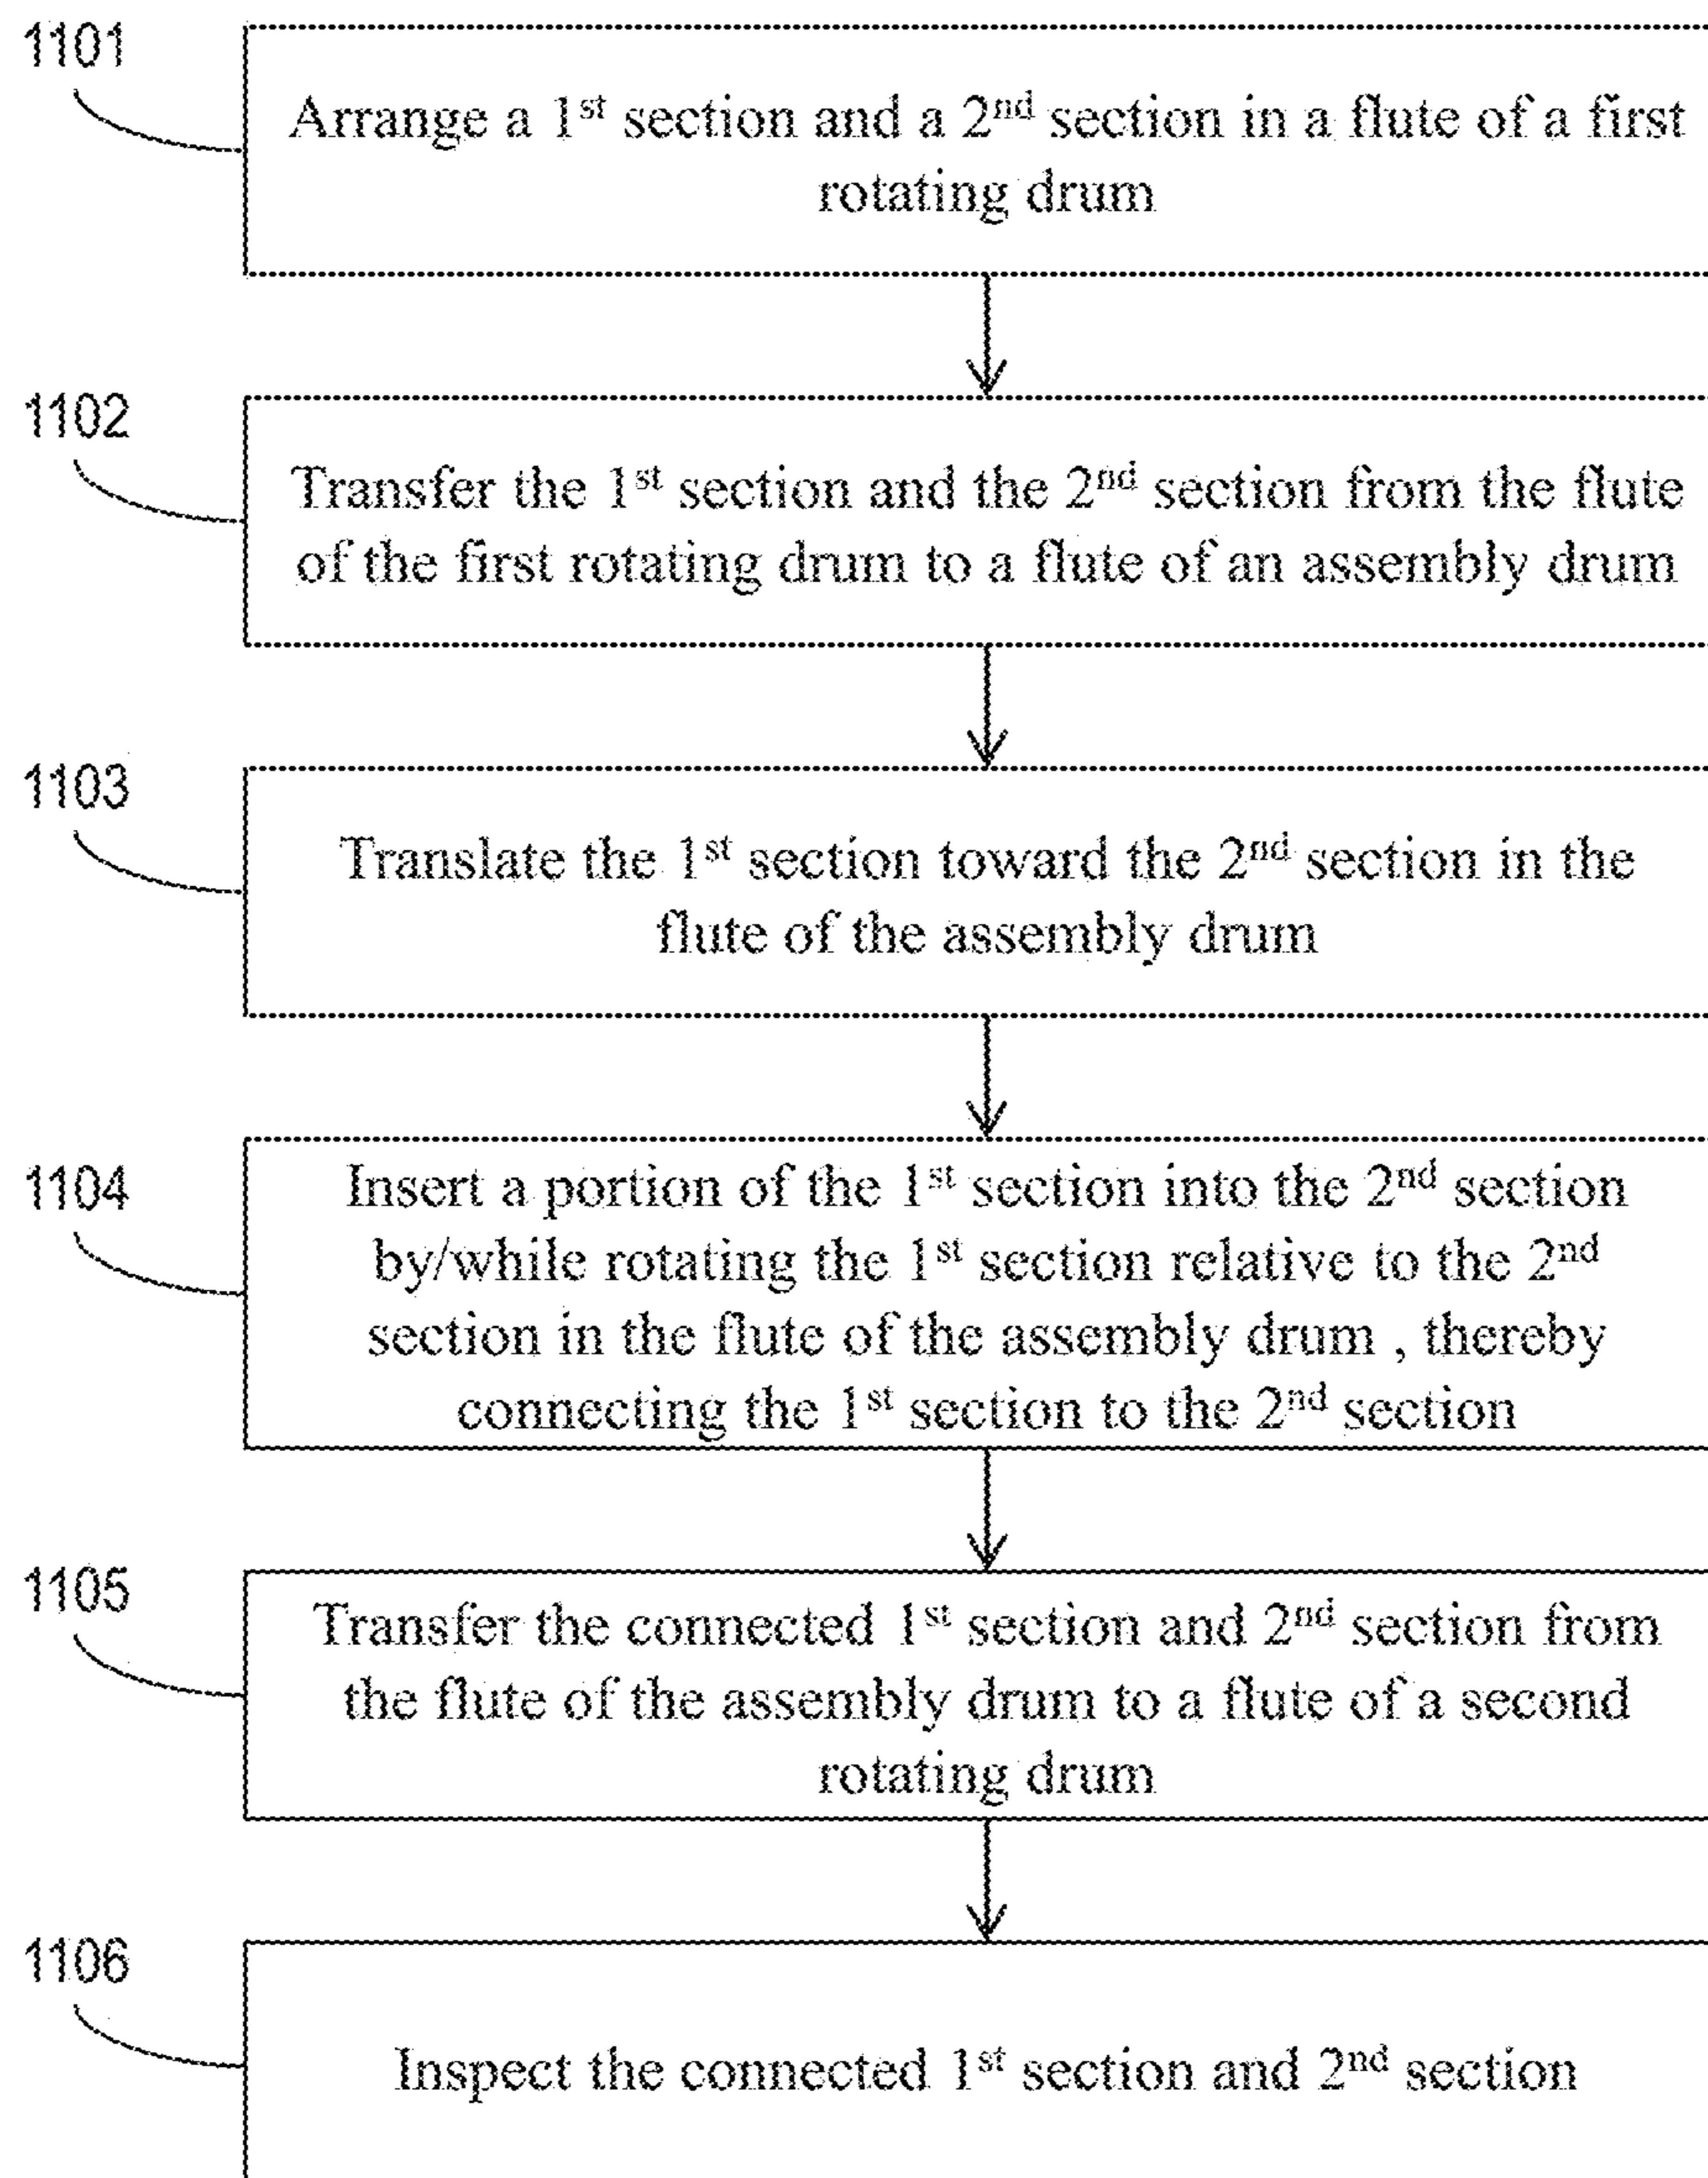 1101
Arrange a 1st section and a 2nd section in a flute of a first
rotating drum
1102
Transfer the 1st section and the 2nd section from the flute
of the first rotating drum to a flute of an assembly drum
1103
Translate the 1st section toward the 2nd section in the
flute of the assembly drum
1104
Insert a portion of the 1st section into the 2nd section
by/while rotating the 1st section relative to the 2nd
section in the flute of the assembly drum , thereby
connecting the 1st section to the 2nd section
1105
Transfer the connected 1st section and 2nd section from
the flute of the assembly drum to a flute of a second
rotating drum
1106
Inspect the connected 1st section and 2nd section